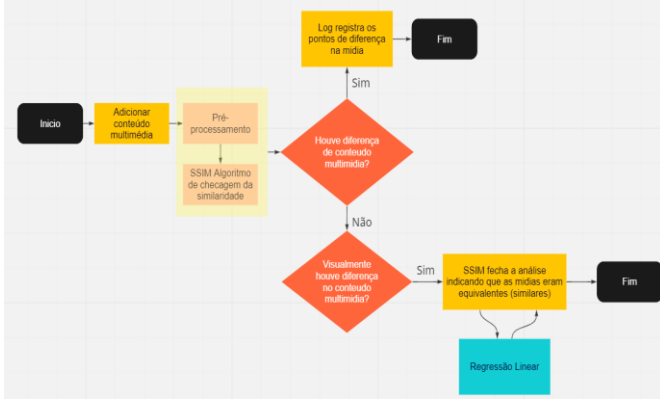 Log registra os
pontos de diferença
na midia
Fim
Sim
Inicio
Adicionar
conteúdo
multimédia
Pré-
processamento
SSIM Algoritmo
de checagem da
similaridade
Houve diferença
de conteudo
multimidia?
Não
Visualmente
houve diferença
no conteudo
multimidia?
Sim
SSIM fecha a análise
indicando que as midias eram
equivalentes (similares)
Fim
Regressão Linear